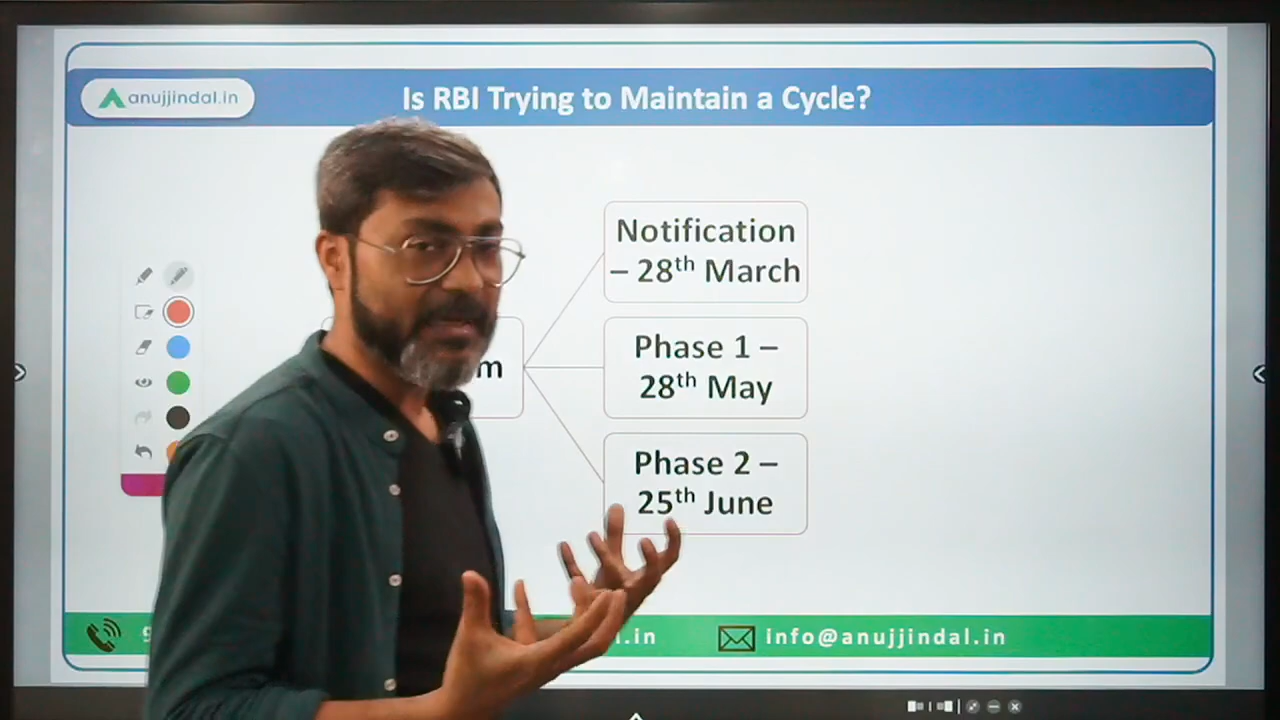 anujjindal.in
Is RBI Trying to Maintain a Cycle?
Notification
– 28th March
Phase 1 –
28th May
Phase 2 –
25th June
info@anujjindal.in